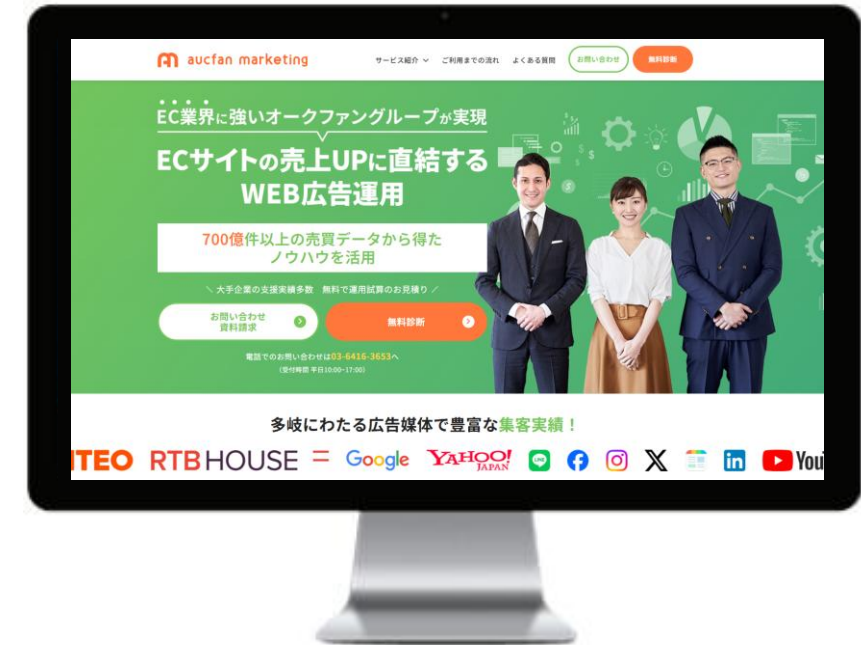 aucfan marketing
サービス紹介 ご利用までの流れ よくある質問 お問い合わせ 無料診断
EC業界に強いオークファングループが実現
ECサイトの売上UPに直結する
WEB広告運用
700億件以上の売買データから得た
ノウハウを活用
\ 大手企業の支援実績多数 無料で運用試算のお見積り /
お問い合わせ
資料請求
無料診断
電話でのお問い合わせは03-6416-3653へ
(受付時間 平日10:00~17:00)
多岐にわたる広告媒体で豊富な集客実績!
ITEO RTBHOUSE Google YAHOO! JAPAN LINE in You